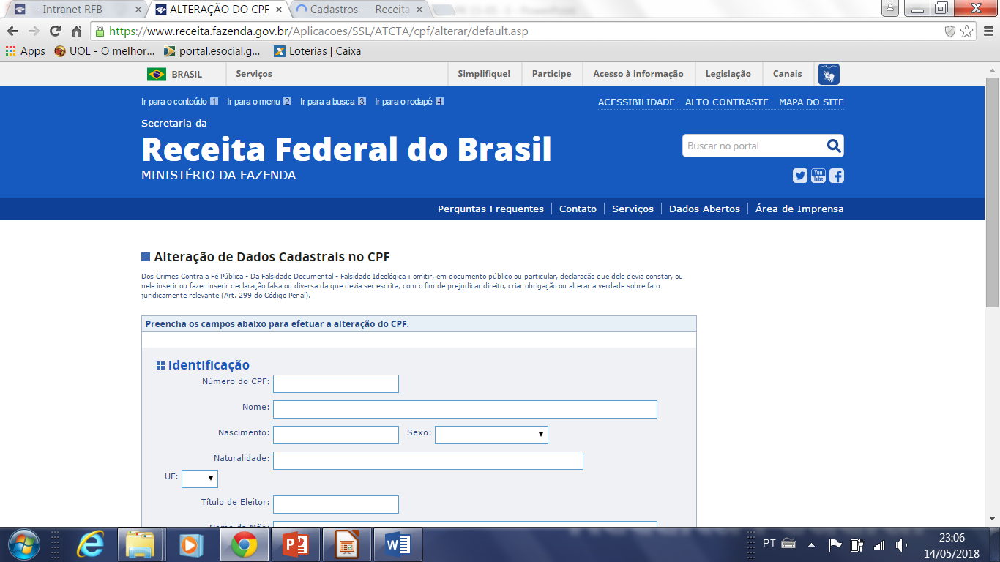 — Intranet RFB
ALTERAÇÃO DO CPF
Cadastros — Receita
https://www.receita.fazenda.gov.br/Aplicacoes/SSL/ATCTA/cpf/alterar/default.asp
Apps
UOL - O melhor...
portal.esocial.g...
Loterias | Caixa
BRASIL
Serviços
Simplifique!
Participe
Acesso à informação
Legislação
Canais
Ir para o conteúdo 1
Ir para o menu 2
Ir para a busca 3
Ir para o rodapé 4
ACESSIBILIDADE
ALTO CONTRASTE
MAPA DO SITE
Secretaria da
Receita Federal do Brasil
MINISTÉRIO DA FAZENDA
Buscar no portal
You Tube
Perguntas Frequentes
Contato
Serviços
Dados Abertos
Área de Imprensa
Alteração de Dados Cadastrais no CPF
Dos Crimes Contra a Fé Pública - Da Falsidade Documental - Falsidade Ideológica : omitir, em documento público ou particular, declaração que dele devia constar, ou
nele inserir ou fazer inserir declaração falsa ou diversa da que devia ser escrita, com o fim de prejudicar direito, criar obrigação ou alterar a verdade sobre fato
juridicamente relevante (Art. 299 do Código Penal).
Preencha os campos abaixo para efetuar a alteração do CPF.
Identificação
Número do CPF:
Nome:
Nascimento:
Sexo:
Naturalidade:
UF:
Título de Eleitor:
Nome da Mãe:
PT
23:06
14/05/2018